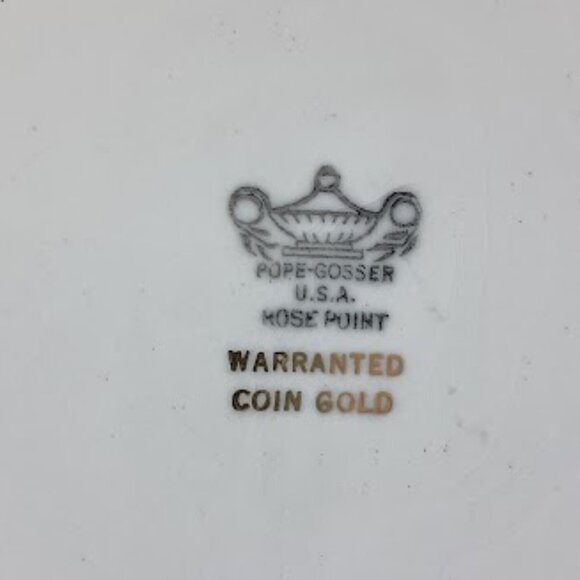 POPE-GOSSER
U.S.A.
ROSE POINT
WARRANTED
COIN GOLD